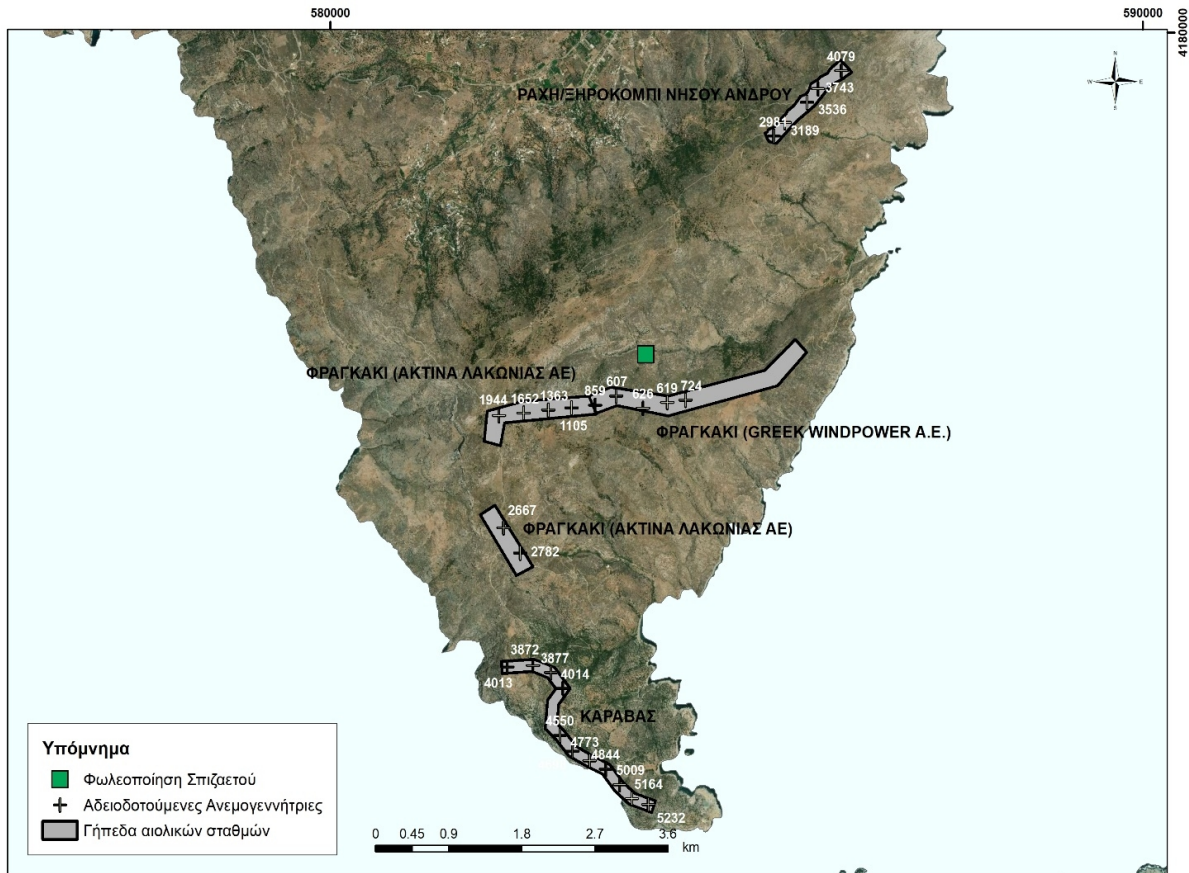 580000
590000
4180000
N
W E
S
4079
ΡΑΧΗ/ΞΗΡΟΚΟΜΠΙ ΝΗΣΟΥ ΑΝΔΡΟΥ
3743
3536
2981
3189
ΦΡΑΓΚΑΚΙ (ΑΚΤΙΝΑ ΛΑΚΩΝΙΑΣ ΑΕ)
1944 1652 1363 859 607 626 619 724
1105
ΦΡΑΓΚΑΚΙ (GREEK WINDPOWER Α.Ε.)
2667
ΦΡΑΓΚΑΚΙ (ΑΚΤΙΝΑ ΛΑΚΩΝΙΑΣ ΑΕ)
2782
3872
3877
4013
4014
ΚΑΡΑΒΑΣ
4550
4773
4844
5009
5164
5232
Υπόμνημα
Φωλεοποίηση Σπιζαετού
Αδειοδοτούμενες Ανεμογεννήτριες
Γήπεδα αιολικών σταθμών
0 0.45 0.9 1.8 2.7 3.6
km